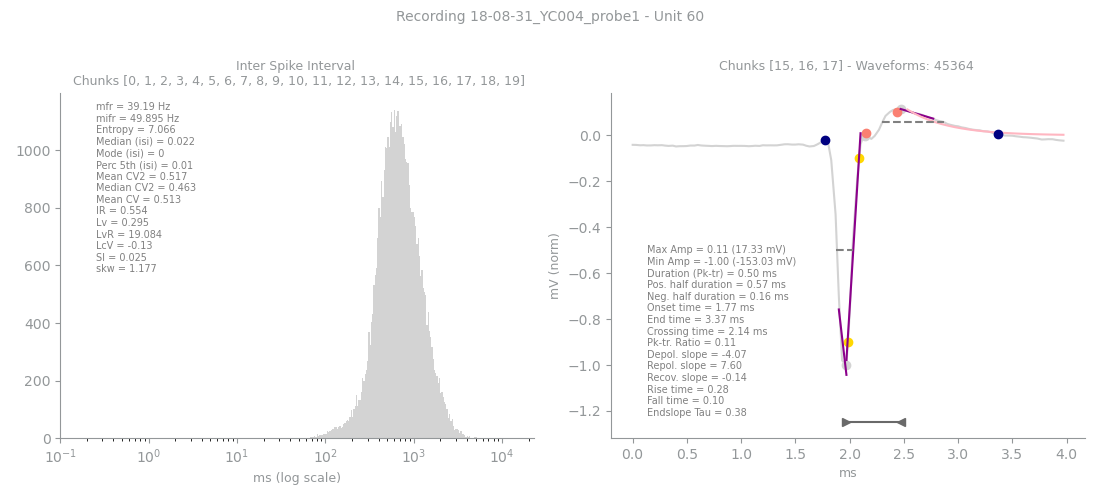 Recording 18-08-31_YC004_probe1 - Unit 60
Inter Spike Interval
Chunks [0, 1, 2, 3, 4, 5, 6, 7, 8, 9, 10, 11, 12, 13, 14, 15, 16, 17, 18, 19]
mfr = 39.19 Hz
mifr = 49.895 Hz
Entropy = 7.066
Median (isi) = 0.022
Mode (isi) = 0
Perc 5th (isi) = 0.01
Mean CV2 = 0.517
Median CV2 = 0.463
Mean CV = 0.513
IR = 0.554
Lv = 0.295
LvR = 19.084
LcV = -0.13
SI = 0.025
skw = 1.177
1000
800
600
400
200
0
10⁻¹ 10⁰ 10¹ 10² 10³ 10⁴
ms (log scale)
Chunks [15, 16, 17] - Waveforms: 45364
mV (norm)
0.0
−0.2
−0.4
−0.6
−0.8
−1.0
−1.2
Max Amp = 0.11 (17.33 mV)
Min Amp = -1.00 (-153.03 mV)
Duration (Pk-tr) = 0.50 ms
Pos. half duration = 0.57 ms
Neg. half duration = 0.16 ms
Onset time = 1.77 ms
End time = 3.37 ms
Crossing time = 2.14 ms
Pk-tr. Ratio = 0.11
Depol. slope = -4.07
Repol. slope = 7.60
Recov. slope = -0.14
Rise time = 0.28
Fall time = 0.10
Endslope Tau = 0.38
0.0 0.5 1.0 1.5 2.0 2.5 3.0 3.5 4.0
ms